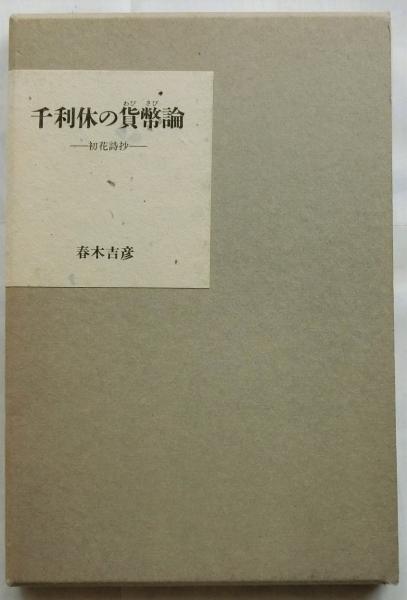 わび さび
千利休の貨幣論
―初花詩抄―
春木吉彦